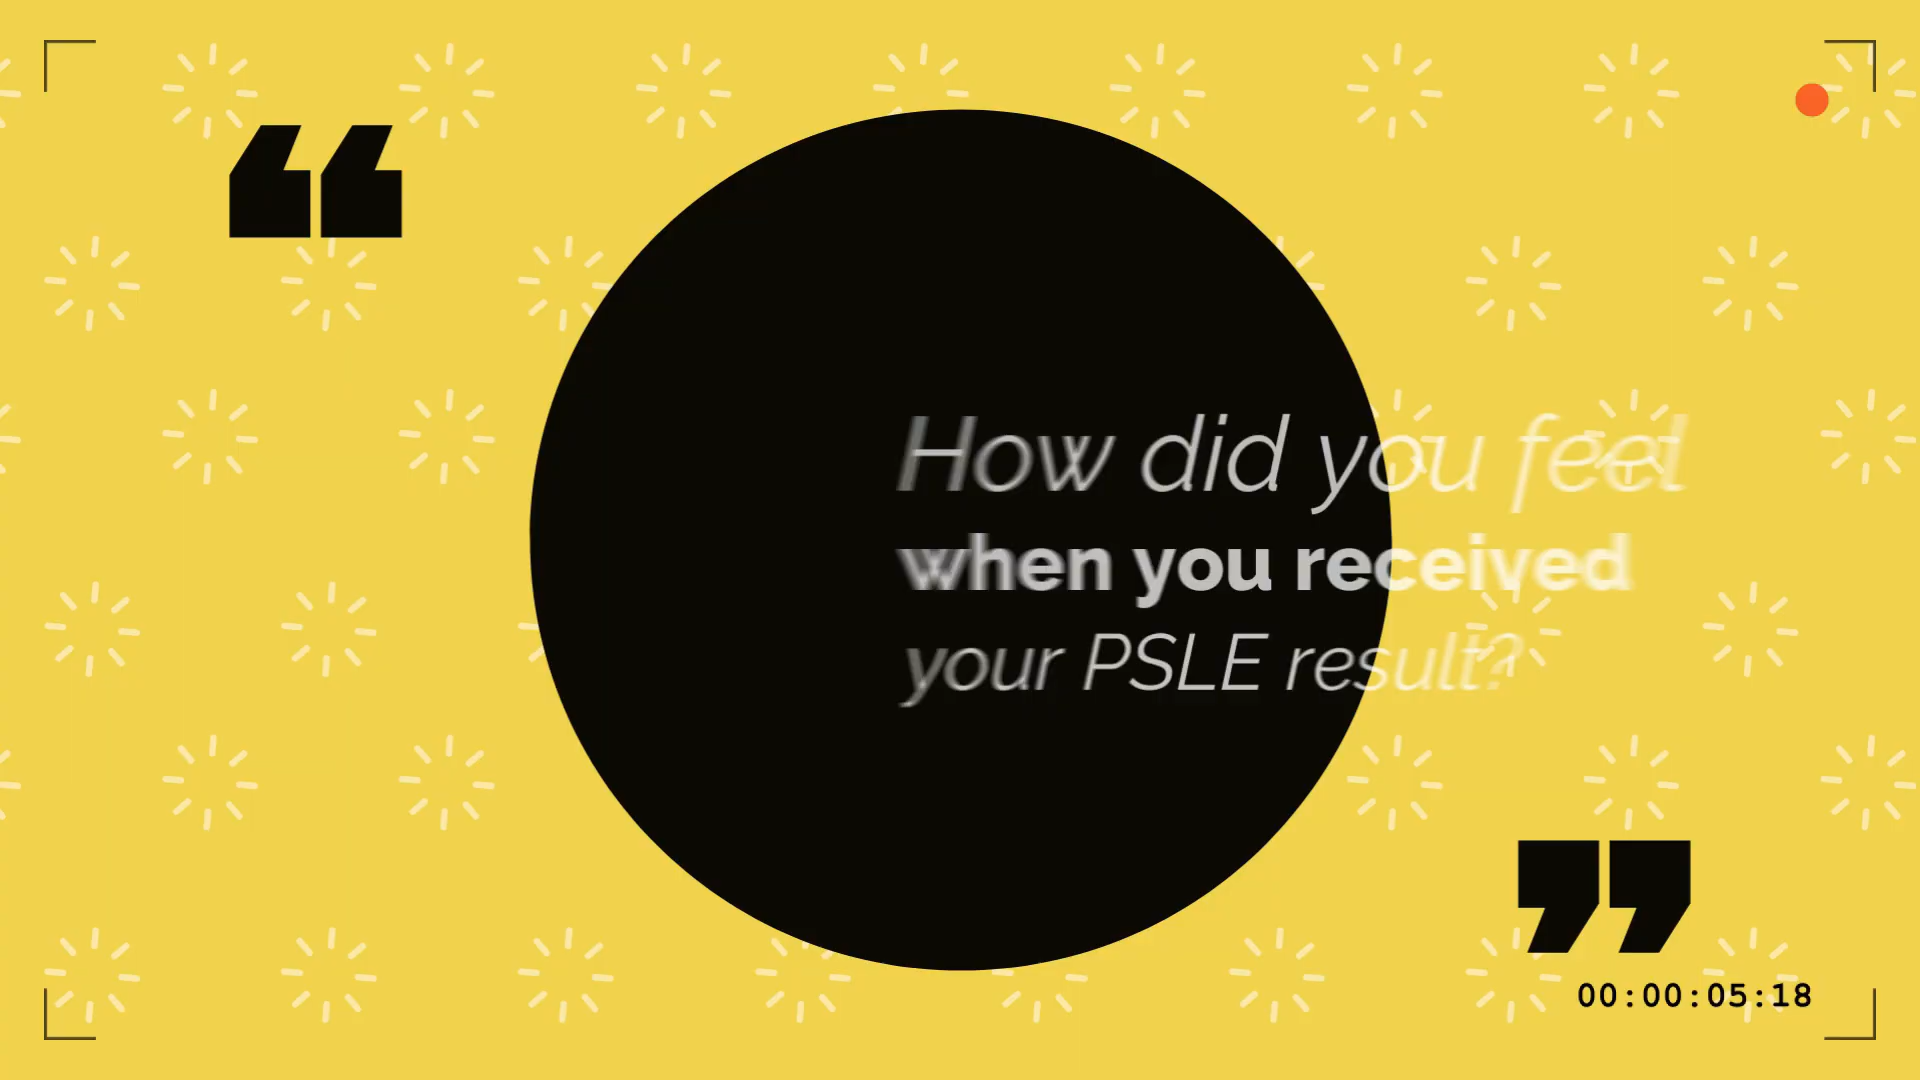 “
How did you feel
when you received
your PSLE result?
”
00:00:05:18